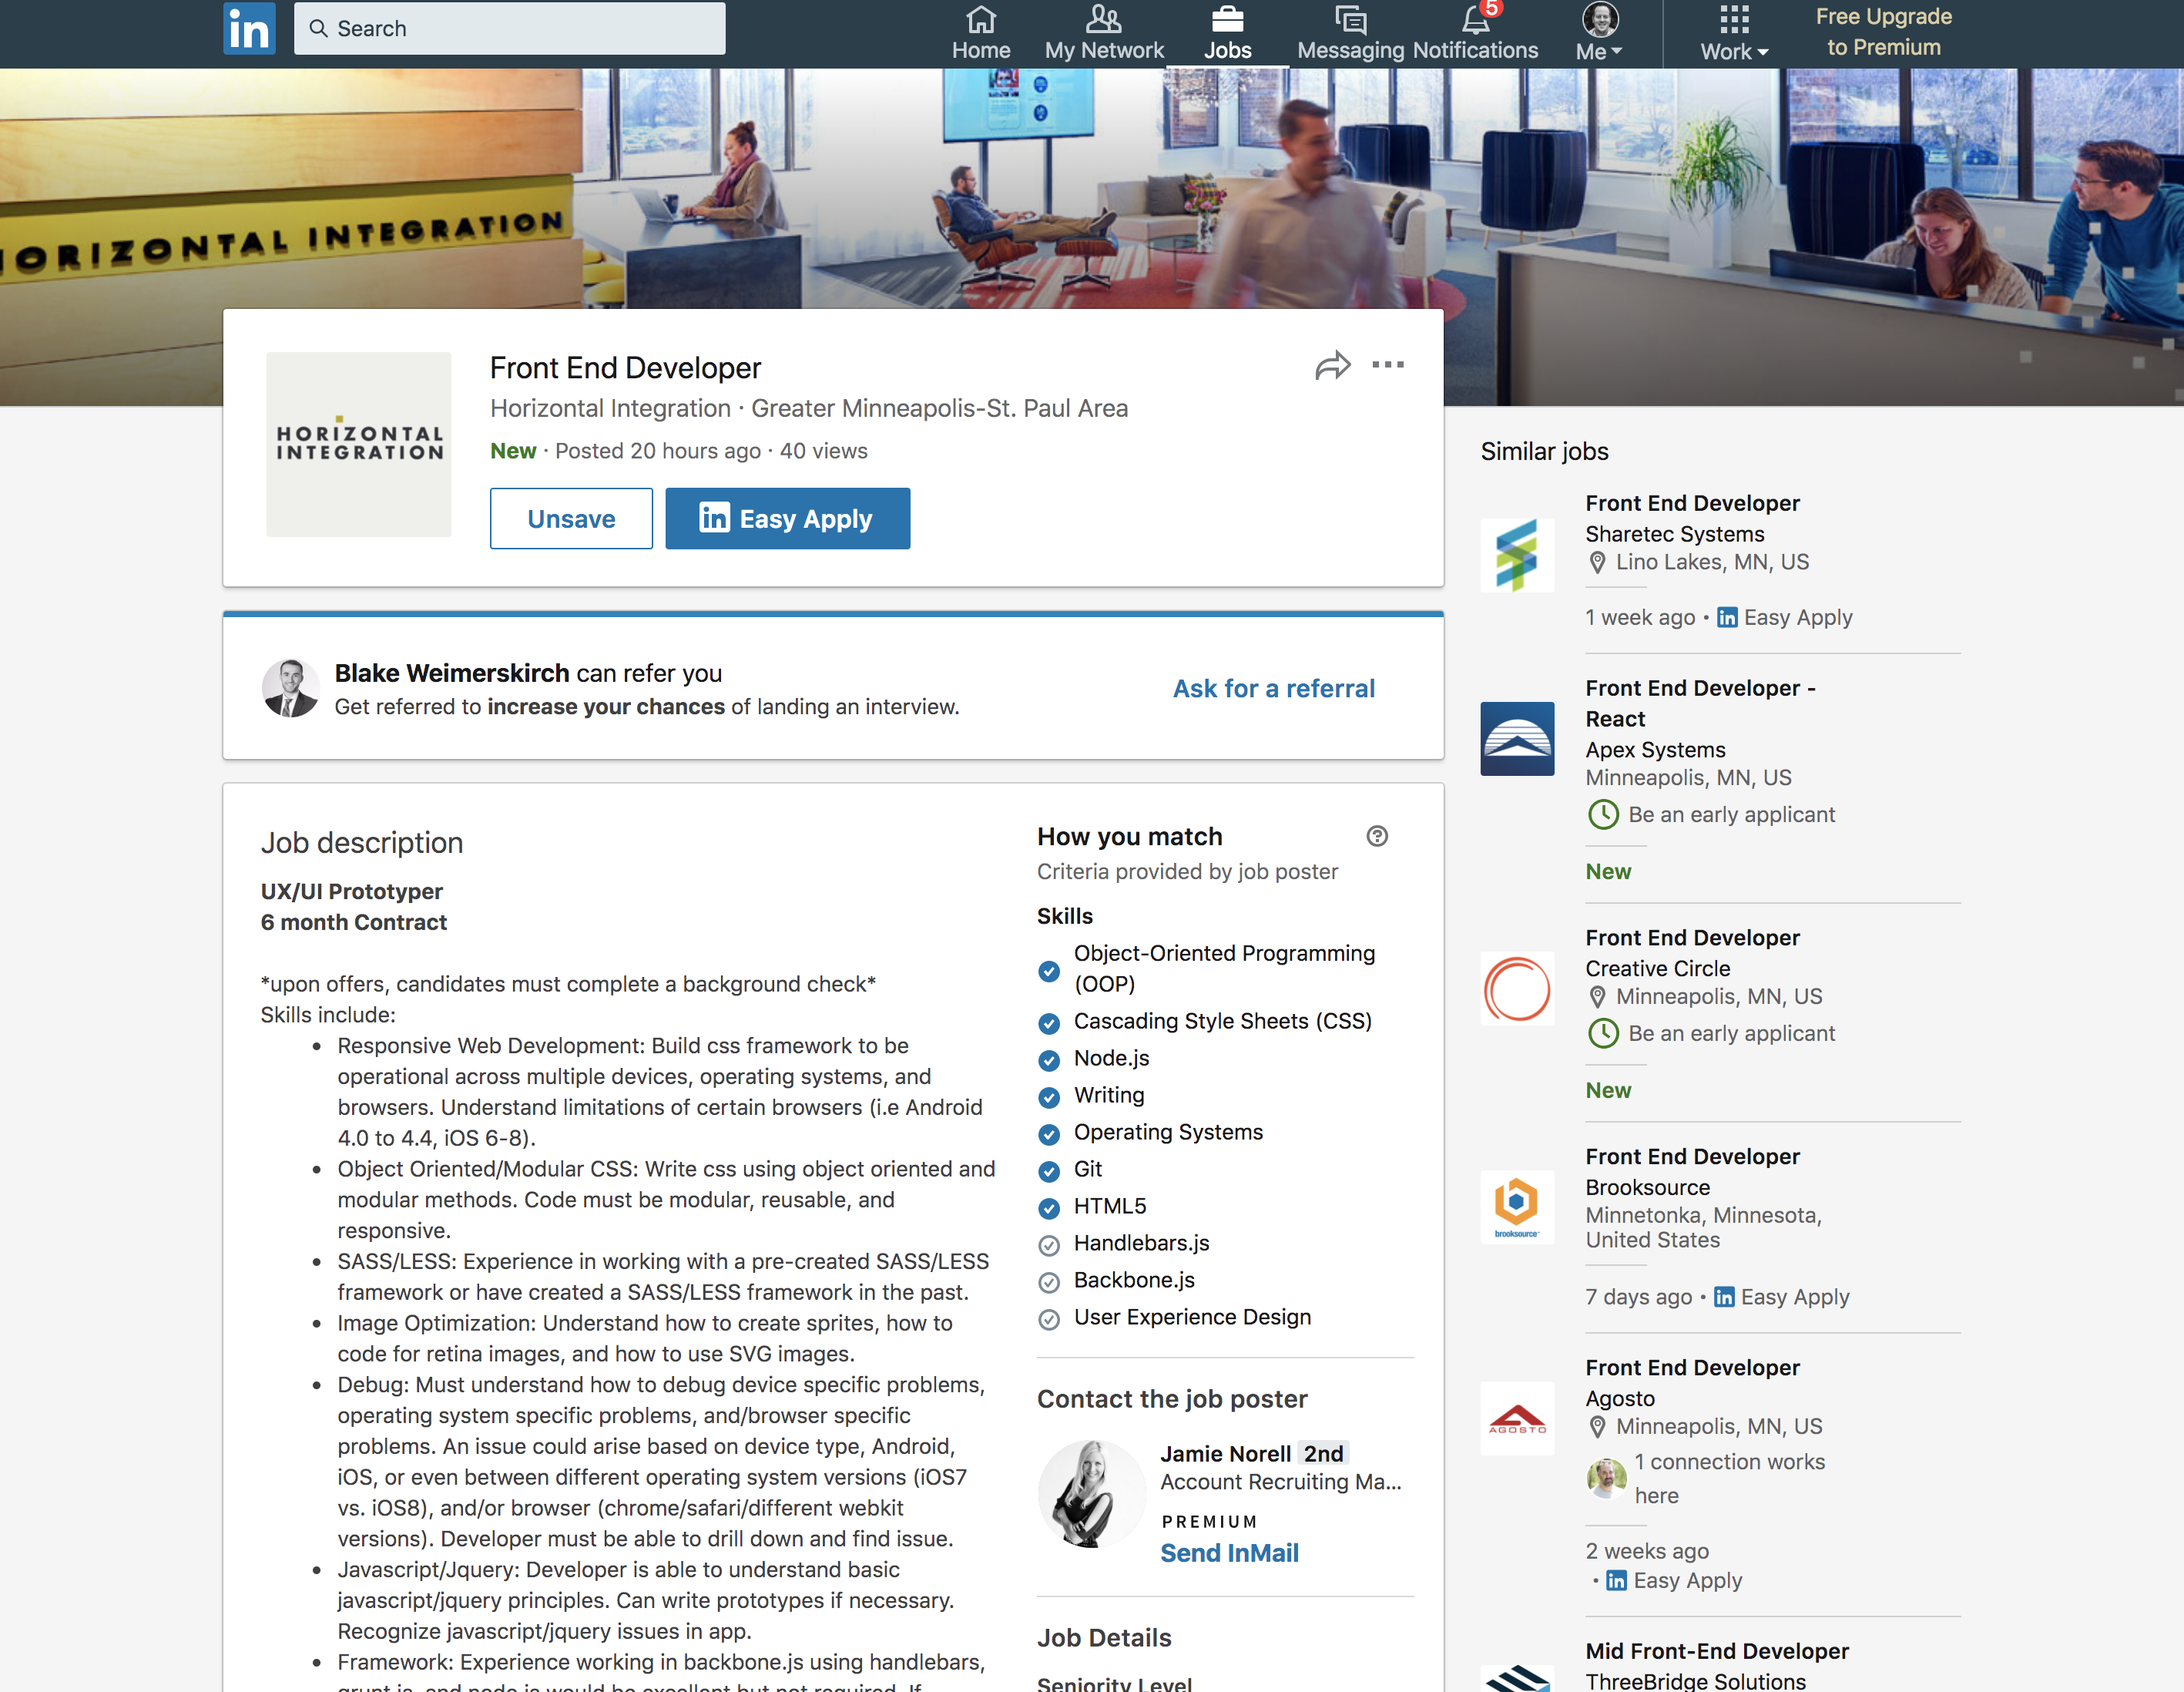 in
Search
Home
My Network
Jobs
Messaging
5
Notifications
Me
Work
Free Upgrade
to Premium
HORIZONTAL INTEGRATION
HORIZONTAL
INTEGRATION
Front End Developer
Horizontal Integration · Greater Minneapolis-St. Paul Area
New · Posted 20 hours ago · 40 views
Unsave
in Easy Apply
Blake Weimerskirch can refer you
Get referred to increase your chances of landing an interview.
Ask for a referral
Job description
UX/UI Prototyper
6 month Contract
*upon offers, candidates must complete a background check*
Skills include:
• Responsive Web Development: Build css framework to be
operational across multiple devices, operating systems, and
browsers. Understand limitations of certain browsers (i.e Android
4.0 to 4.4, iOS 6-8).
• Object Oriented/Modular CSS: Write css using object oriented and
modular methods. Code must be modular, reusable, and
responsive.
• SASS/LESS: Experience in working with a pre-created SASS/LESS
framework or have created a SASS/LESS framework in the past.
• Image Optimization: Understand how to create sprites, how to
code for retina images, and how to use SVG images.
• Debug: Must understand how to debug device specific problems,
operating system specific problems, and/browser specific
problems. An issue could arise based on device type, Android,
iOS, or even between different operating system versions (iOS7
vs. iOS8), and/or browser (chrome/safari/different webkit
versions). Developer must be able to drill down and find issue.
• Javascript/Jquery: Developer is able to understand basic
javascript/jquery principles. Can write prototypes if necessary.
Recognize javascript/jquery issues in app.
• Framework: Experience working in backbone.js using handlebars,
grunt.js, and node.js would be excellent but not required. If
How you match
Criteria provided by job poster
Skills
Object-Oriented Programming
(OOP)
Cascading Style Sheets (CSS)
Node.js
Writing
Operating Systems
Git
HTML5
Handlebars.js
Backbone.js
User Experience Design
Contact the job poster
Jamie Norell 2nd
Account Recruiting Ma...
PREMIUM
Send InMail
Job Details
Seniority Level
Similar jobs
Front End Developer
Sharetec Systems
Lino Lakes, MN, US
1 week ago • in Easy Apply
Front End Developer -
React
Apex Systems
Minneapolis, MN, US
Be an early applicant
New
Front End Developer
Creative Circle
Minneapolis, MN, US
Be an early applicant
New
brooksource
Front End Developer
Brooksource
Minnetonka, Minnesota,
United States
7 days ago • in Easy Apply
AGOSTO
Front End Developer
Agosto
Minneapolis, MN, US
1 connection works
here
2 weeks ago
• in Easy Apply
Mid Front-End Developer
ThreeBridge Solutions